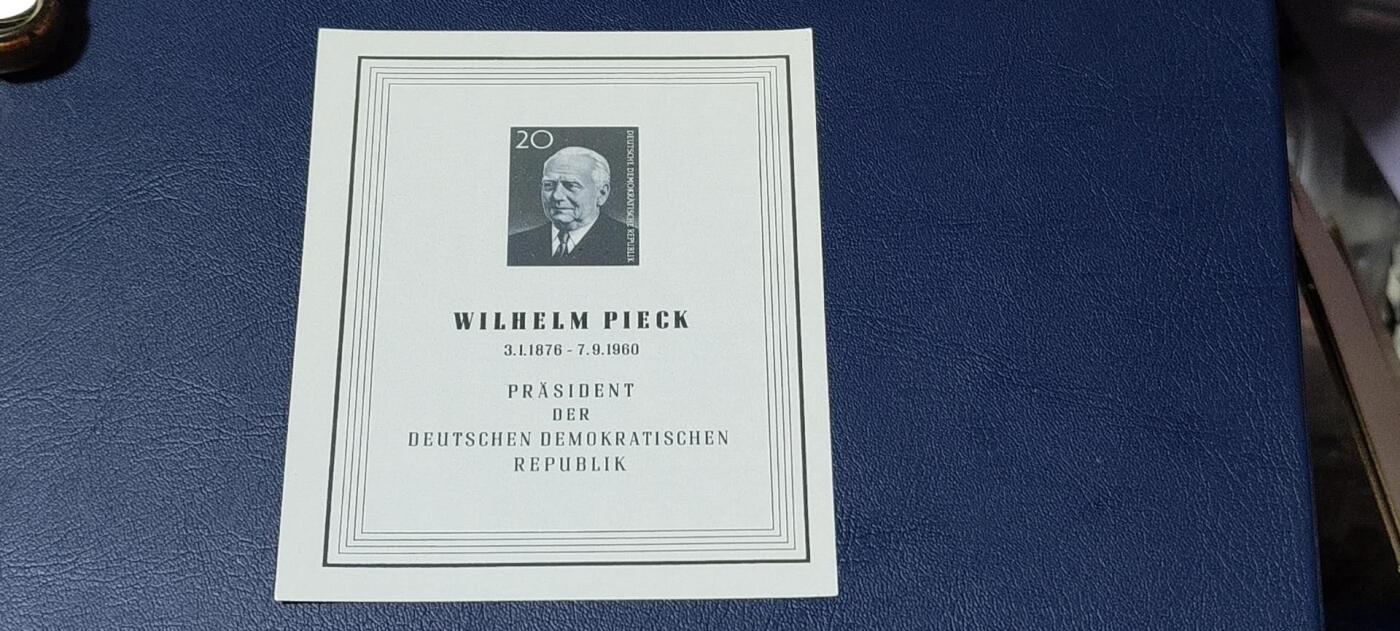 20
DEUTSCHE DEMOKRATISCHE REPUBLIK
WILHELM PIECK
3.1.1876 - 7.9.1960
PRÄSIDENT
DER
DEUTSCHEN DEMOKRATISCHEN
REPUBLIK